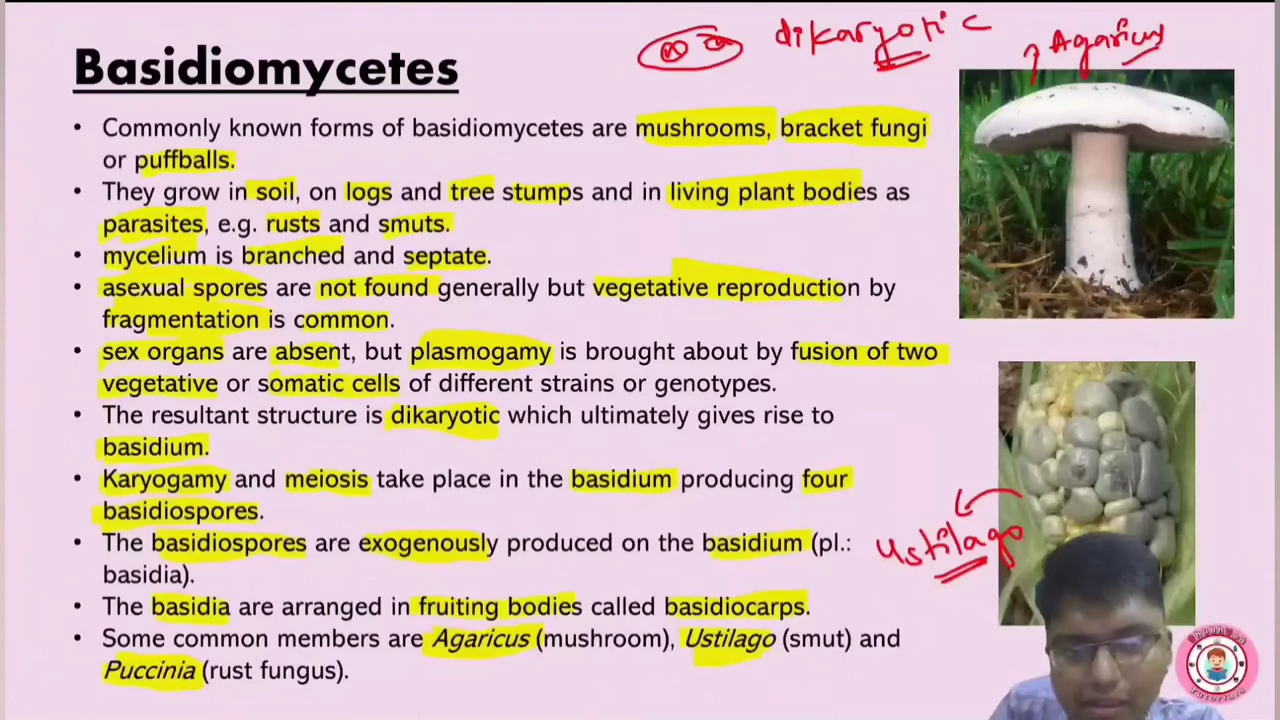 dikaryotic
Agaricus
Basidiomycetes
• Commonly known forms of basidiomycetes are mushrooms, bracket fungi
or puffballs.
• They grow in soil, on logs and tree stumps and in living plant bodies as
parasites, e.g. rusts and smuts.
• mycelium is branched and septate.
• asexual spores are not found generally but vegetative reproduction by
fragmentation is common.
• sex organs are absent, but plasmogamy is brought about by fusion of two
vegetative or somatic cells of different strains or genotypes.
• The resultant structure is dikaryotic which ultimately gives rise to
basidium.
• Karyogamy and meiosis take place in the basidium producing four
basidiospores.
• The basidiospores are exogenously produced on the basidium (pl.:
basidia).
Ustilago
• The basidia are arranged in fruiting bodies called basidiocarps.
• Some common members are Agaricus (mushroom), Ustilago (smut) and
Puccinia (rust fungus).